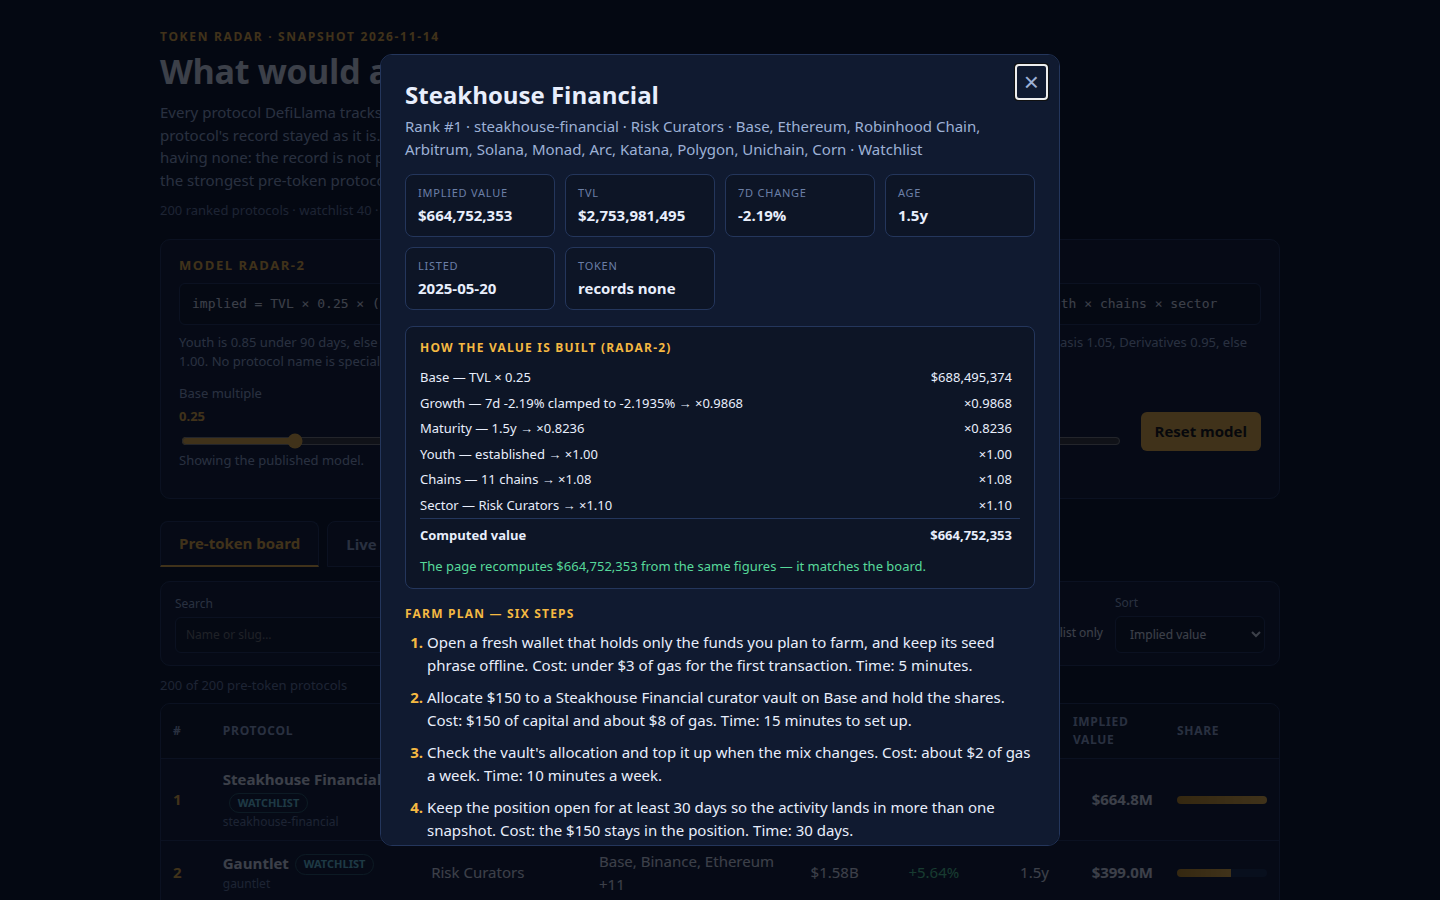 TOKEN RADAR · SNAPSHOT 2026-11-14
What would a
Every protocol DefiLlama tracks
protocol's record stayed as it is.
having none: the record is not p
the strongest pre-token protoco
200 ranked protocols · watchlist 40 ·
MODEL RADAR-2
implied = TVL × 0.25 × (
th × chains × sector
Youth is 0.85 under 90 days, else
asis 1.05, Derivatives 0.95, else
1.00. No protocol name is special
Base multiple
0.25
Reset model
Showing the published model.
Pre-token board
Live
Search
Name or slug...
list only
Sort
Implied value
200 of 200 pre-token protocols
#
PROTOCOL
IMPLIED
VALUE
SHARE
1
Steakhouse Financial
WATCHLIST
steakhouse-financial
$664.8M
2
Gauntlet
WATCHLIST
gauntlet
Risk Curators
Base, Binance, Ethereum
+11
$1.58B
+5.64%
1.5y
$399.0M
Steakhouse Financial
✕
Rank #1 · steakhouse-financial · Risk Curators · Base, Ethereum, Robinhood Chain,
Arbitrum, Solana, Monad, Arc, Katana, Polygon, Unichain, Corn · Watchlist
IMPLIED VALUE
$664,752,353
TVL
$2,753,981,495
7D CHANGE
-2.19%
AGE
1.5y
LISTED
2025-05-20
TOKEN
records none
HOW THE VALUE IS BUILT (RADAR-2)
Base — TVL × 0.25 $688,495,374
Growth — 7d -2.19% clamped to -2.1935% → ×0.9868 ×0.9868
Maturity — 1.5y → ×0.8236 ×0.8236
Youth — established → ×1.00 ×1.00
Chains — 11 chains → ×1.08 ×1.08
Sector — Risk Curators → ×1.10 ×1.10
Computed value $664,752,353
The page recomputes $664,752,353 from the same figures — it matches the board.
FARM PLAN — SIX STEPS
1. Open a fresh wallet that holds only the funds you plan to farm, and keep its seed
phrase offline. Cost: under $3 of gas for the first transaction. Time: 5 minutes.
2. Allocate $150 to a Steakhouse Financial curator vault on Base and hold the shares.
Cost: $150 of capital and about $8 of gas. Time: 15 minutes to set up.
3. Check the vault's allocation and top it up when the mix changes. Cost: about $2 of gas
a week. Time: 10 minutes a week.
4. Keep the position open for at least 30 days so the activity lands in more than one
snapshot. Cost: the $150 stays in the position. Time: 30 days.